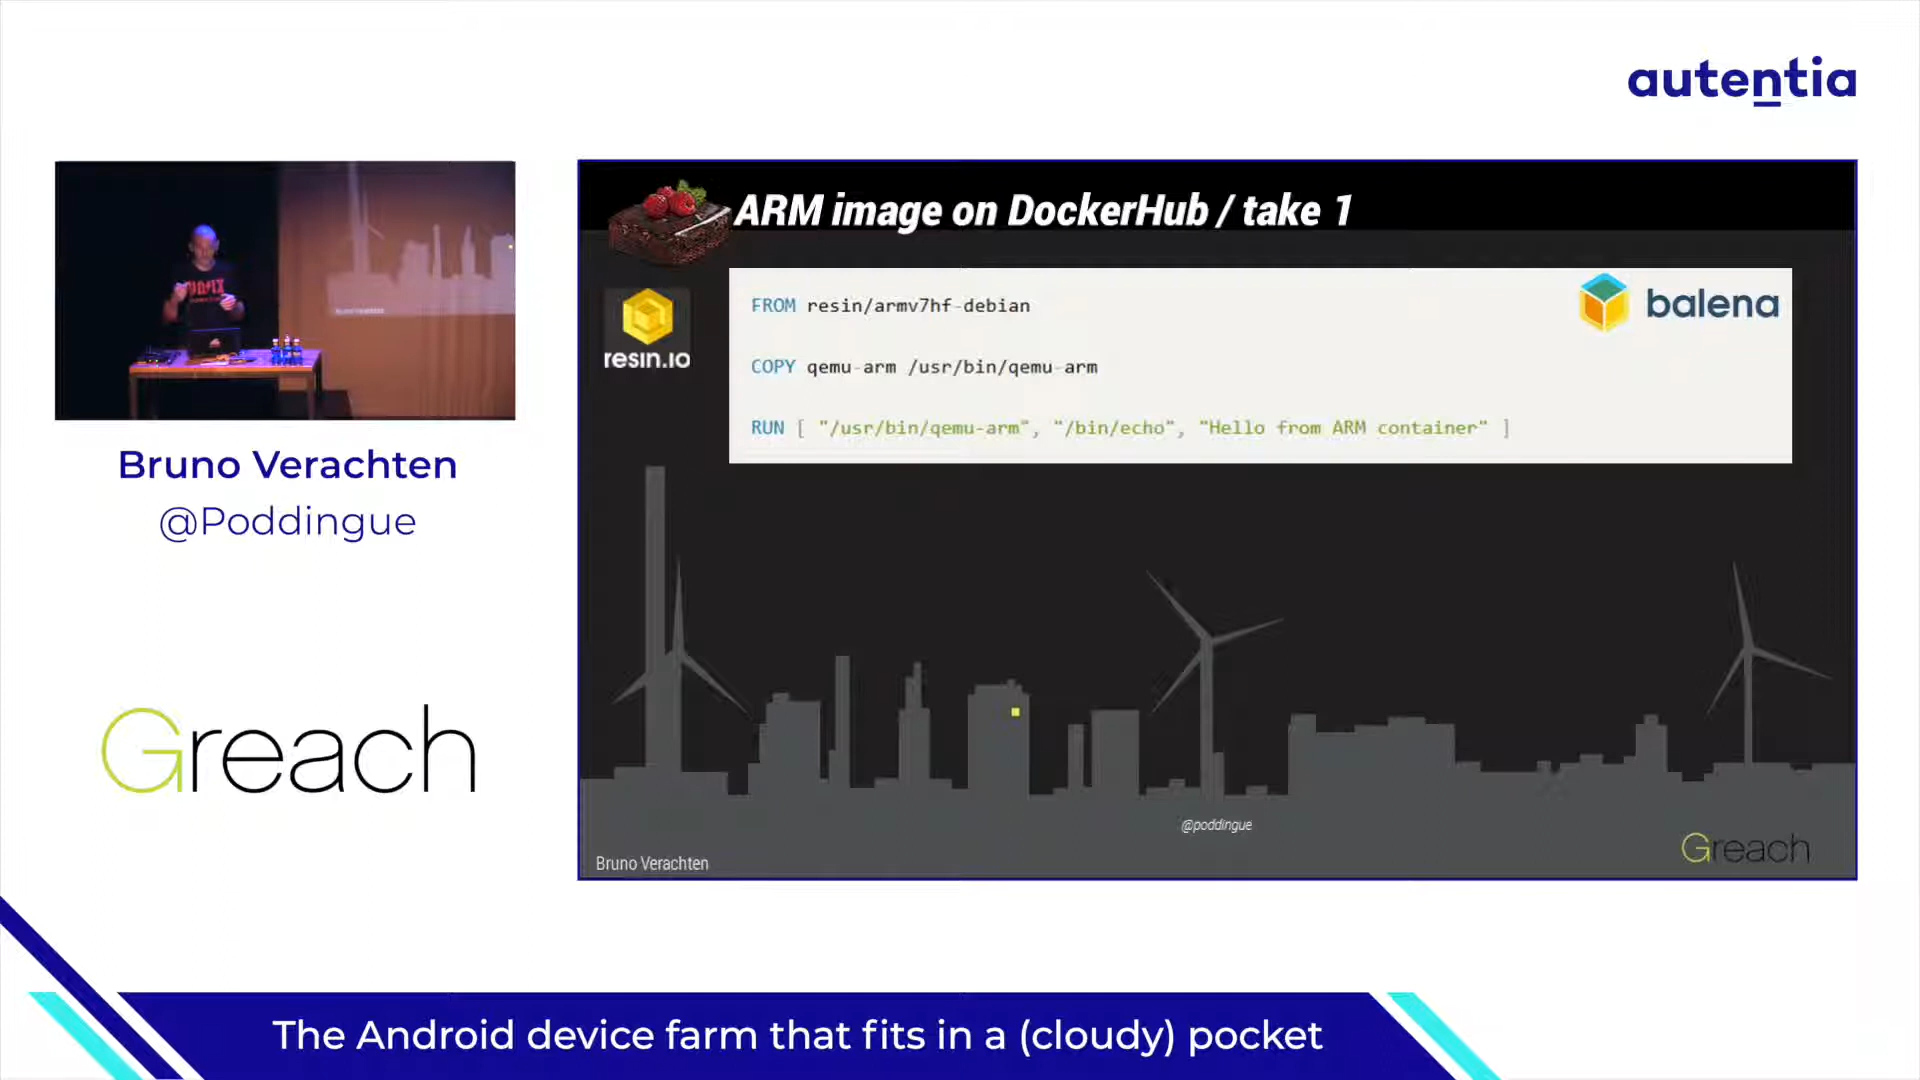 autentia
ARM image on DockerHub / take 1
resin.io
balena
FROM resin/armv7hf-debian
COPY qemu-arm /usr/bin/qemu-arm
RUN [ "/usr/bin/qemu-arm", "/bin/echo", "Hello from ARM container" ]
@poddingue
Bruno Verachten
Greach
Bruno Verachten
@Poddingue
Greach
The Android device farm that fits in a (cloudy) pocket